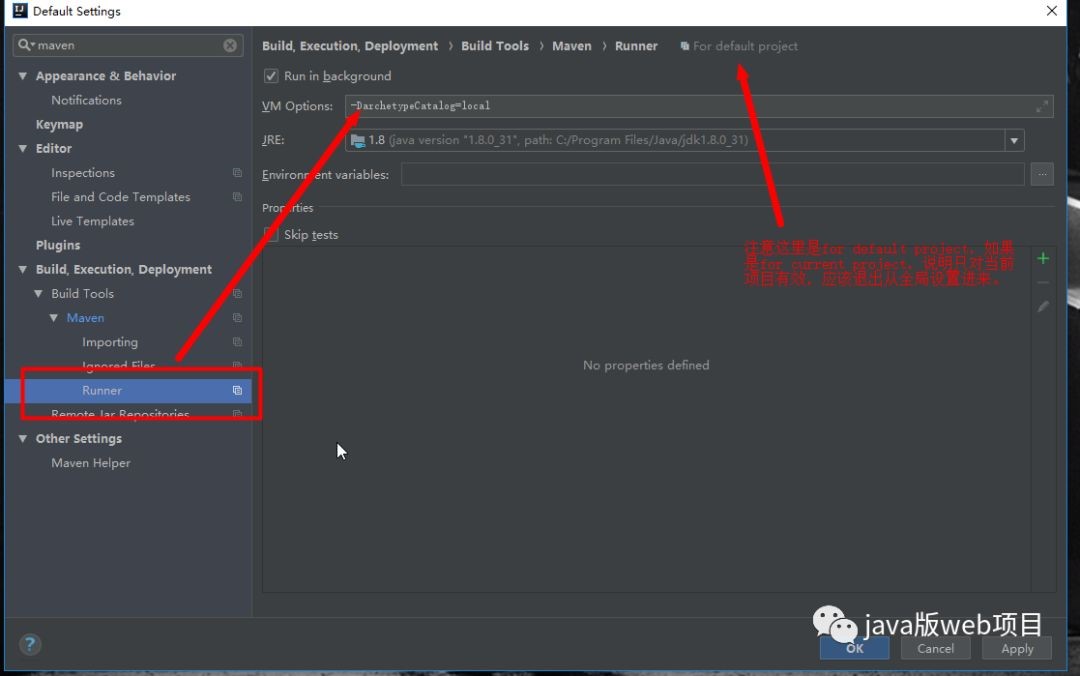 Default Settings
maven
Appearance & Behavior
Notifications
Keymap
Editor
Inspections
File and Code Templates
Live Templates
Plugins
Build, Execution, Deployment
Build Tools
Maven
Importing
Ignored Files
Runner
Remote Jar Repositories
Other Settings
Maven Helper
Build, Execution, Deployment › Build Tools › Maven › Runner For default project
Run in background
VM Options: -DarchetypeCatalog=local
JRE: 1.8 (java version "1.8.0_31", path: C:/Program Files/Java/jdk1.8.0_31)
Environment variables: ...
Properties
Skip tests
注意这里是for default project，如果
是for current project，说明只对当前
项目有效，应该退出从全局设置进来。
No properties defined
java版web项目
? OK Cancel Apply